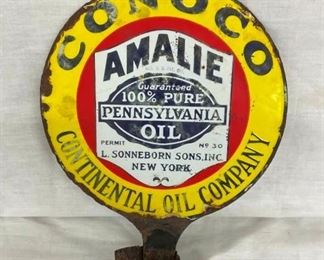 CONOCO
AMALIE
Guaranteed
100% PURE
PENNSYLVANIA
OIL
PERMIT Nº 30
L. SONNEBORN SONS, INC.
NEW YORK
CONTINENTAL OIL COMPANY